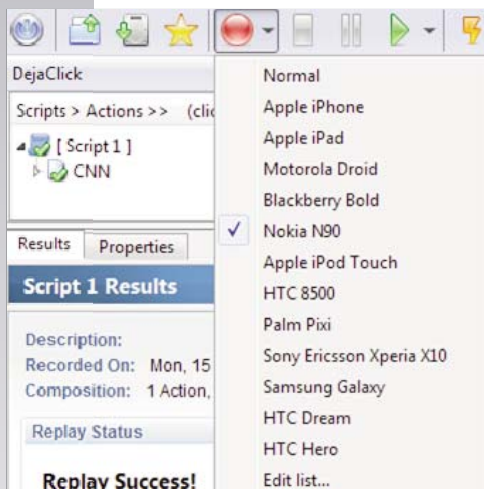 DejaClick
Scripts > Actions >> (clic
[ Script 1 ]
CNN
Results Properties
Script 1 Results
Description:
Recorded On: Mon, 15
Composition: 1 Action,
Replay Status
Replay Success!
Normal
Apple iPhone
Apple iPad
Motorola Droid
Blackberry Bold
Nokia N90
Apple iPod Touch
HTC 8500
Palm Pixi
Sony Ericsson Xperia X10
Samsung Galaxy
HTC Dream
HTC Hero
Edit list...